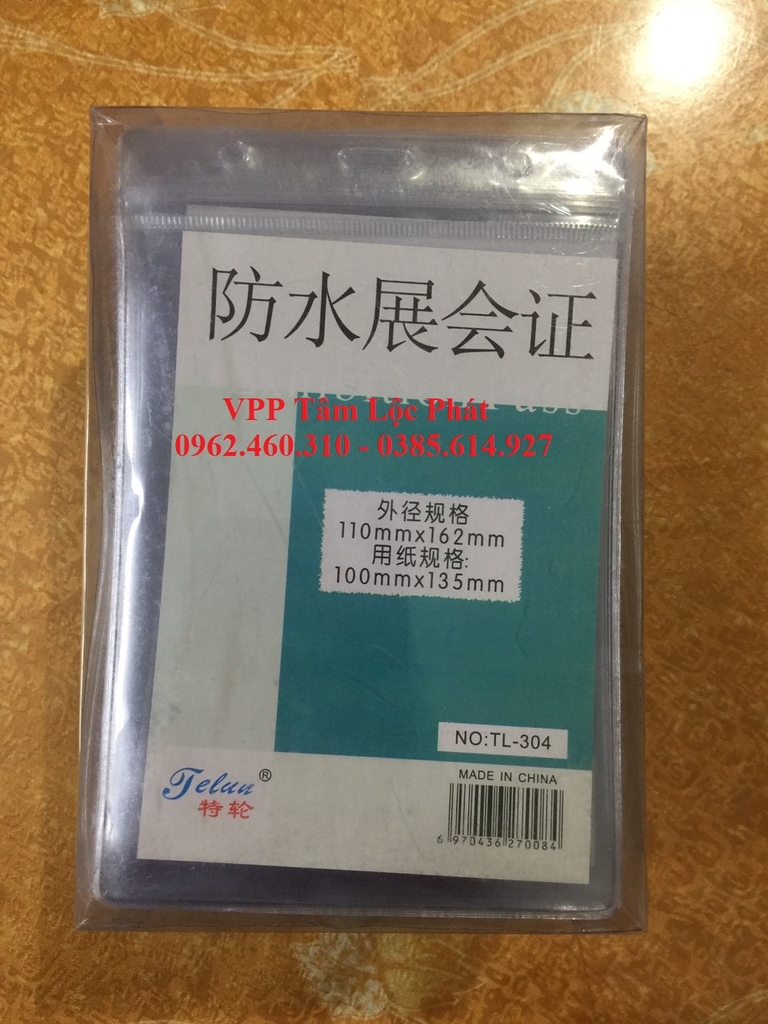 防水展会证
VPP Tâm Lộc Phát
0962.460.310 - 0385.614.927
外径规格
110mmx162mm
用纸规格:
100mmx135mm
NO:TL-304
MADE IN CHINA
Telun®
特轮
6 970436 270084